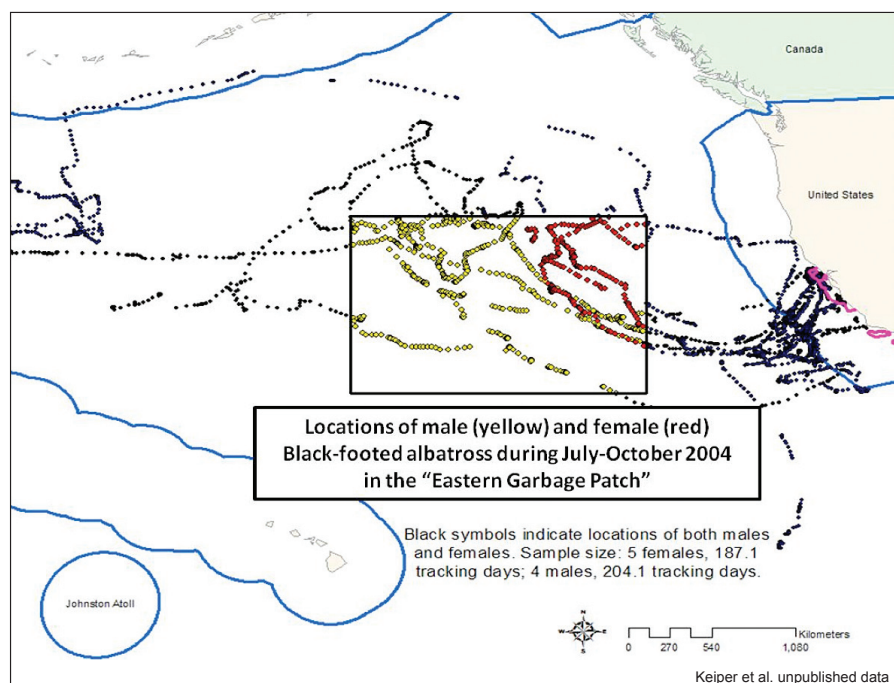 Canada
United States
Locations of male (yellow) and female (red)
Black-footed albatross during July-October 2004
in the “Eastern Garbage Patch”
Black symbols indicate locations of both males
and females. Sample size: 5 females, 187.1
tracking days; 4 males, 204.1 tracking days.
Johnston Atoll
N
W E
S
Kilometers
0 270 540 1,080
Keiper et al. unpublished data